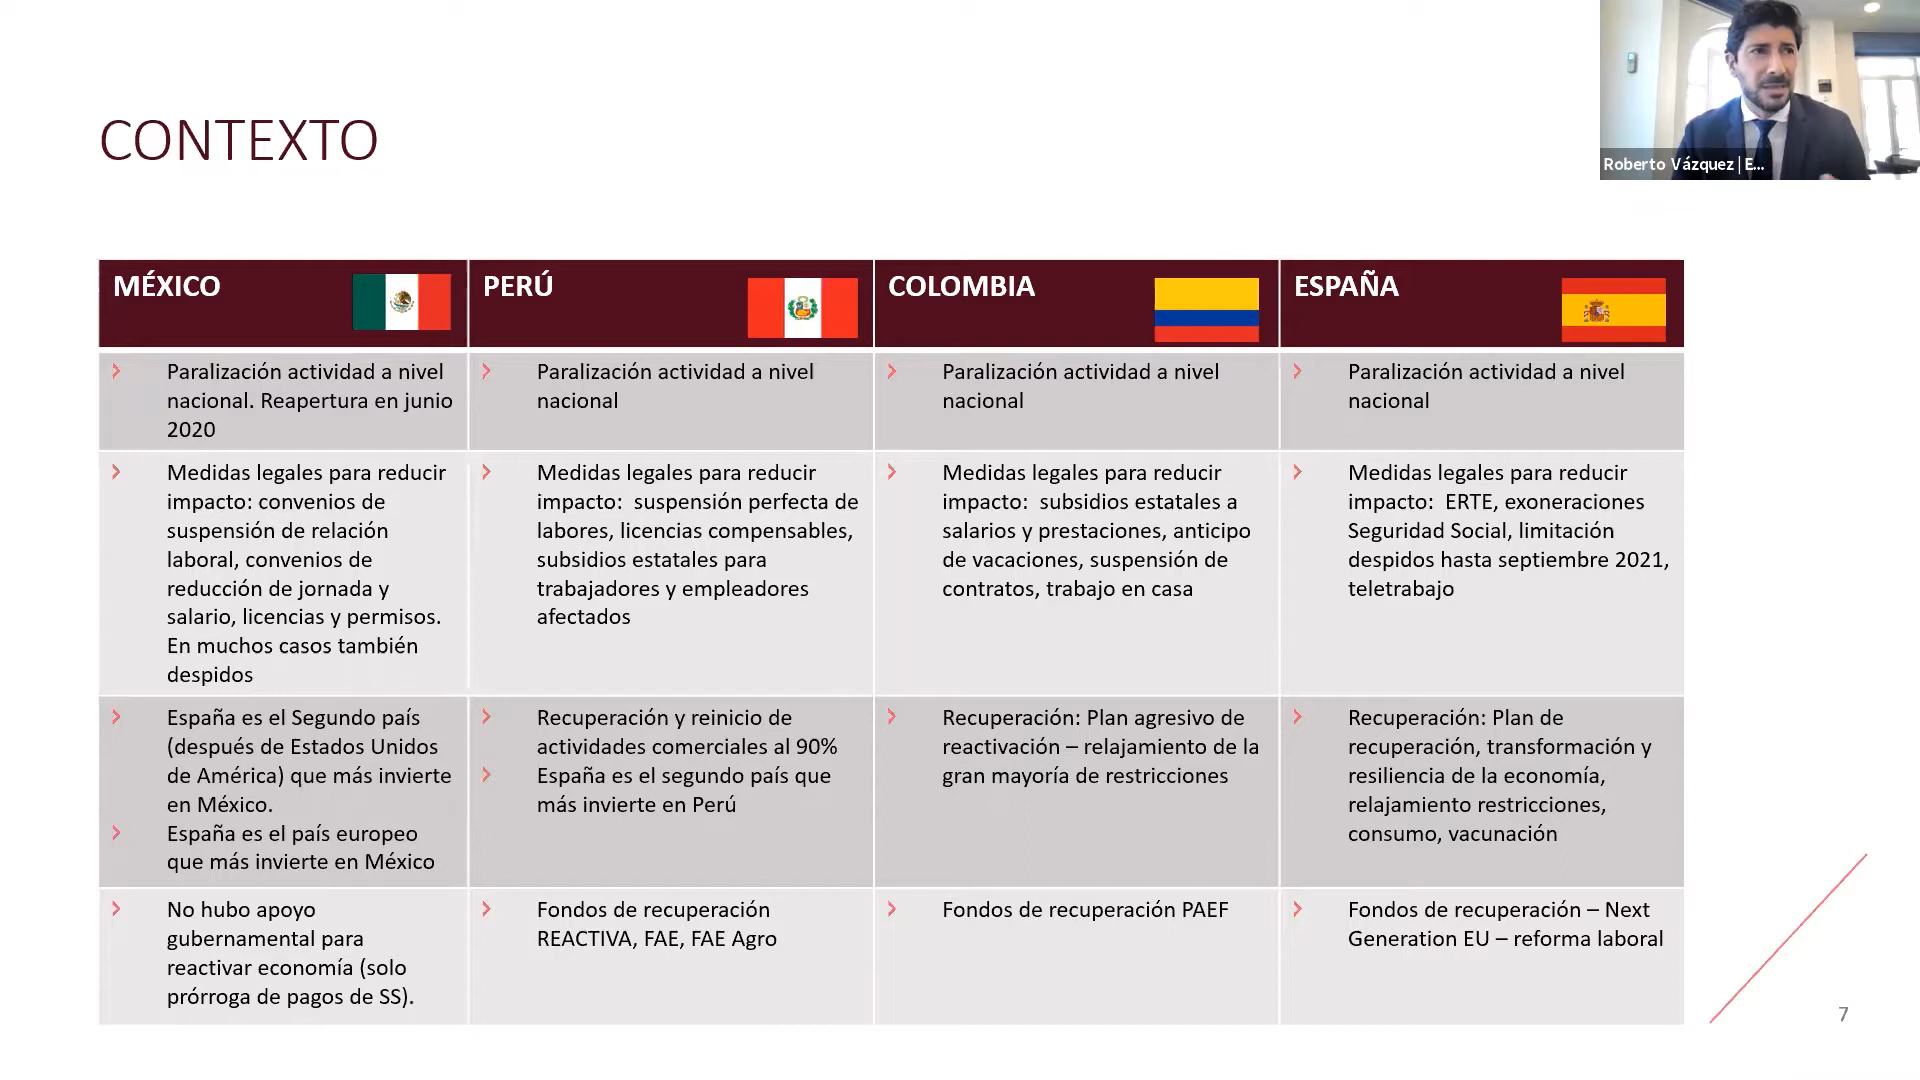 CONTEXTO
Roberto Vázquez | E...
MÉXICO
PERÚ
COLOMBIA
ESPAÑA
Paralización actividad a nivel
nacional. Reapertura en junio
2020
Paralización actividad a nivel
nacional
Paralización actividad a nivel
nacional
Paralización actividad a nivel
nacional
Medidas legales para reducir
impacto: convenios de
suspensión de relación
laboral, convenios de
reducción de jornada y
salario, licencias y permisos.
En muchos casos también
despidos
Medidas legales para reducir
impacto:  suspensión perfecta de
labores, licencias compensables,
subsidios estatales para
trabajadores y empleadores
afectados
Medidas legales para reducir
impacto:  subsidios estatales a
salarios y prestaciones, anticipo
de vacaciones, suspensión de
contratos, trabajo en casa
Medidas legales para reducir
impacto:  ERTE, exoneraciones
Seguridad Social, limitación
despidos hasta septiembre 2021,
teletrabajo
España es el Segundo país
(después de Estados Unidos
de América) que más invierte
en México.
España es el país europeo
que más invierte en México
Recuperación y reinicio de
actividades comerciales al 90%
España es el segundo país que
más invierte en Perú
Recuperación: Plan agresivo de
reactivación – relajamiento de la
gran mayoría de restricciones
Recuperación: Plan de
recuperación, transformación y
resiliencia de la economía,
relajamiento restricciones,
consumo, vacunación
No hubo apoyo
gubernamental para
reactivar economía (solo
prórroga de pagos de SS).
Fondos de recuperación
REACTIVA, FAE, FAE Agro
Fondos de recuperación PAEF
Fondos de recuperación – Next
Generation EU – reforma laboral
7